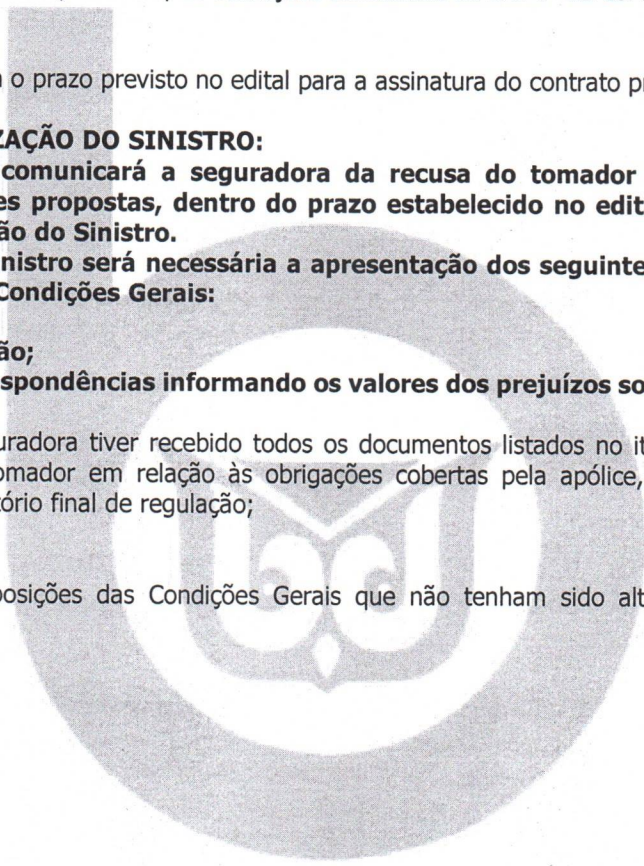 o prazo previsto no edital para a assinatura do contrato
ZAÇÃO DO SINISTRO:
comunicará a seguradora da recusa do tomador
es propostas, dentro do prazo estabelecido no edit
ão do Sinistro.
nistro será necessária a apresentação dos seguinte
Condições Gerais:
ão;
spondências informando os valores dos prejuízos so
uradora tiver recebido todos os documentos listados no it
omador em relação às obrigações cobertas pela apólice,
tório final de regulação;
posições das Condições Gerais que não tenham sido alt